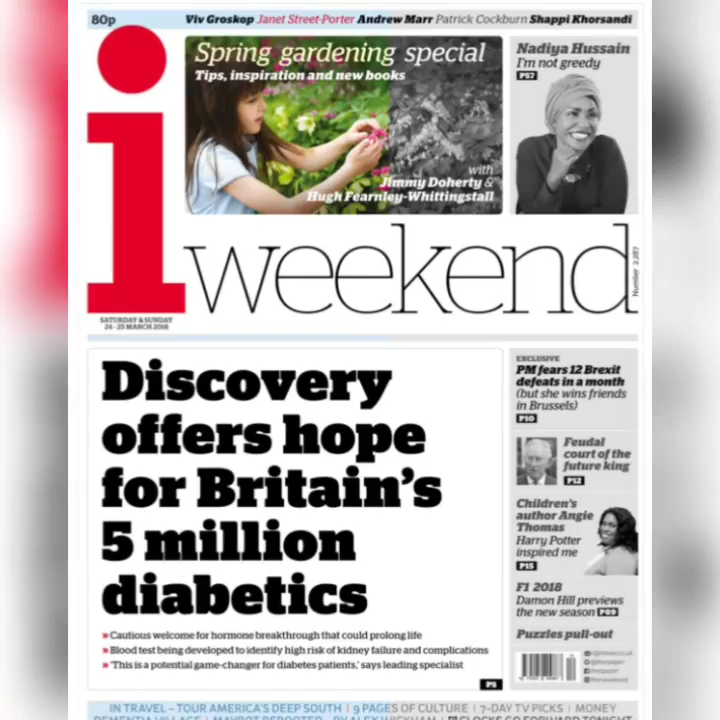 80p
Viv Groskop Janet Street-Porter Andrew Marr Patrick Cockburn Shappi Khorsandi
i
weekend
Spring gardening special
Tips, inspiration and new books
with
Jimmy Doherty &
Hugh Fearnley-Whittingstall
Nadiya Hussain
I'm not greedy
P57
Number 2,287
SATURDAY & SUNDAY
24-25 MARCH 2018
Discovery
offers hope
for Britain's
5 million
diabetics
» Cautious welcome for hormone breakthrough that could prolong life
» Blood test being developed to identify high risk of kidney failure and complications
» 'This is a potential game-changer for diabetes patients,' says leading specialist
P5
EXCLUSIVE
PM fears 12 Brexit
defeats in a month
(but she wins friends
in Brussels)
P10
Feudal
court of the
future king
P12
Children's
author Angie
Thomas
Harry Potter
inspired me
P15
F1 2018
Damon Hill previews
the new season P69
Puzzles pull-out
IN TRAVEL – TOUR AMERICA'S DEEP SOUTH | 9 PAGES OF CULTURE | 7-DAY TV PICKS | MONEY